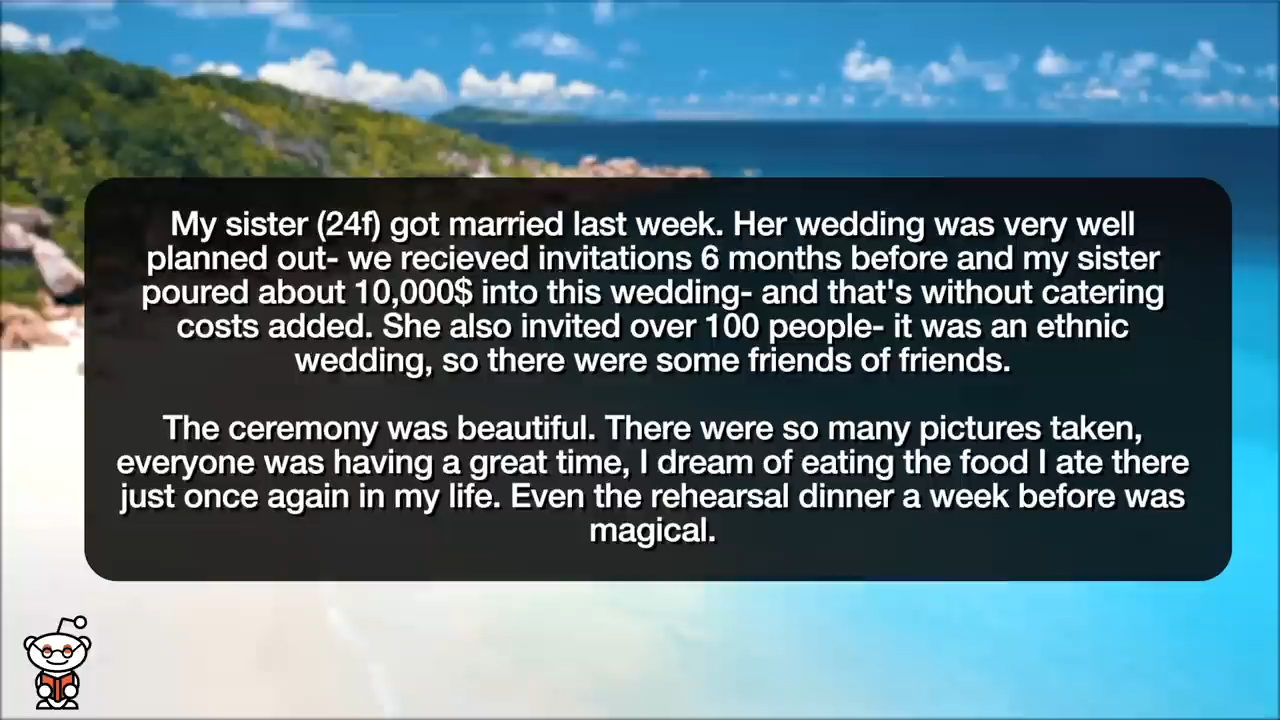 My sister (24f) got married last week. Her wedding was very well
planned out- we recieved invitations 6 months before and my sister
poured about 10,000$ into this wedding- and that's without catering
costs added. She also invited over 100 people- it was an ethnic
wedding, so there were some friends of friends.
The ceremony was beautiful. There were so many pictures taken,
everyone was having a great time, I dream of eating the food I ate there
just once again in my life. Even the rehearsal dinner a week before was
magical.